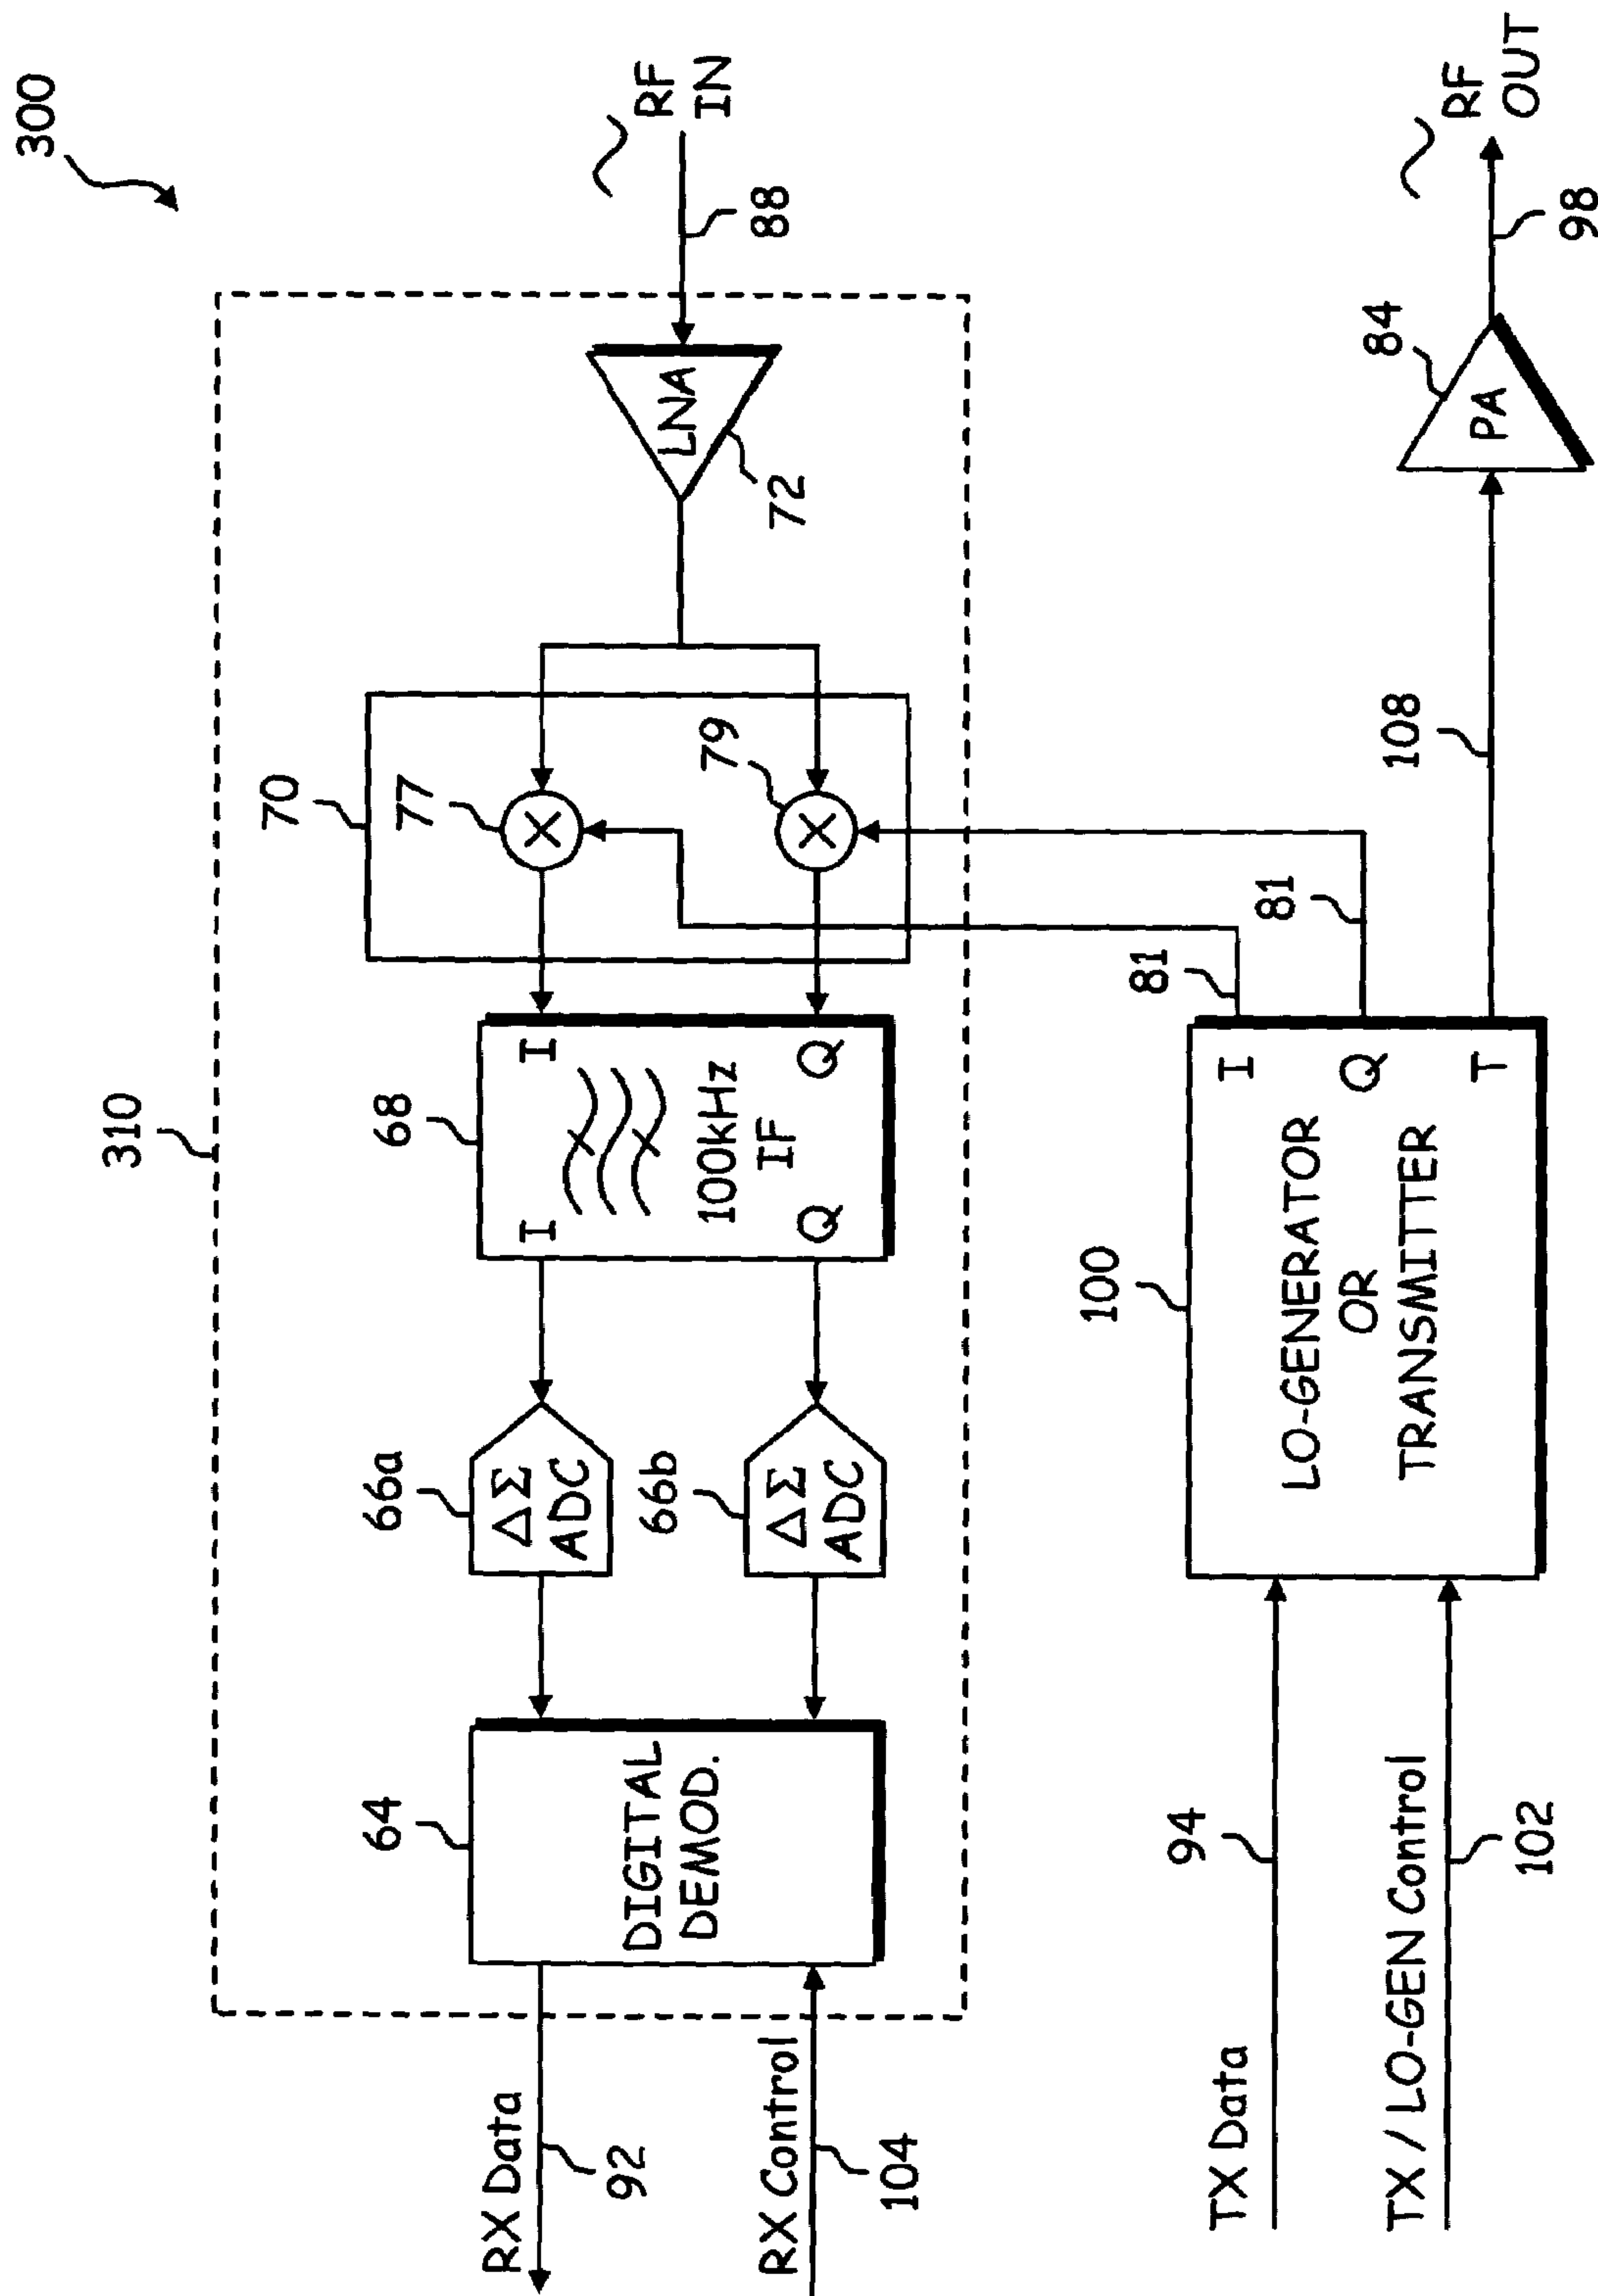 300
310
RX Data
92
RX Control
104
64
DIGITAL
DEMOD.
66a
ΔΣ
ADC
66b
ΔΣ
ADC
68
I
I
100kHz
IF
Q
Q
70
77
79
LNA
72
RF
IN
88
81
81
TX Data
94
TX / LO-GEN Control
102
100
LO-GENERATOR
OR
TRANSMITTER
I
Q
T
108
PA
84
RF
OUT
98